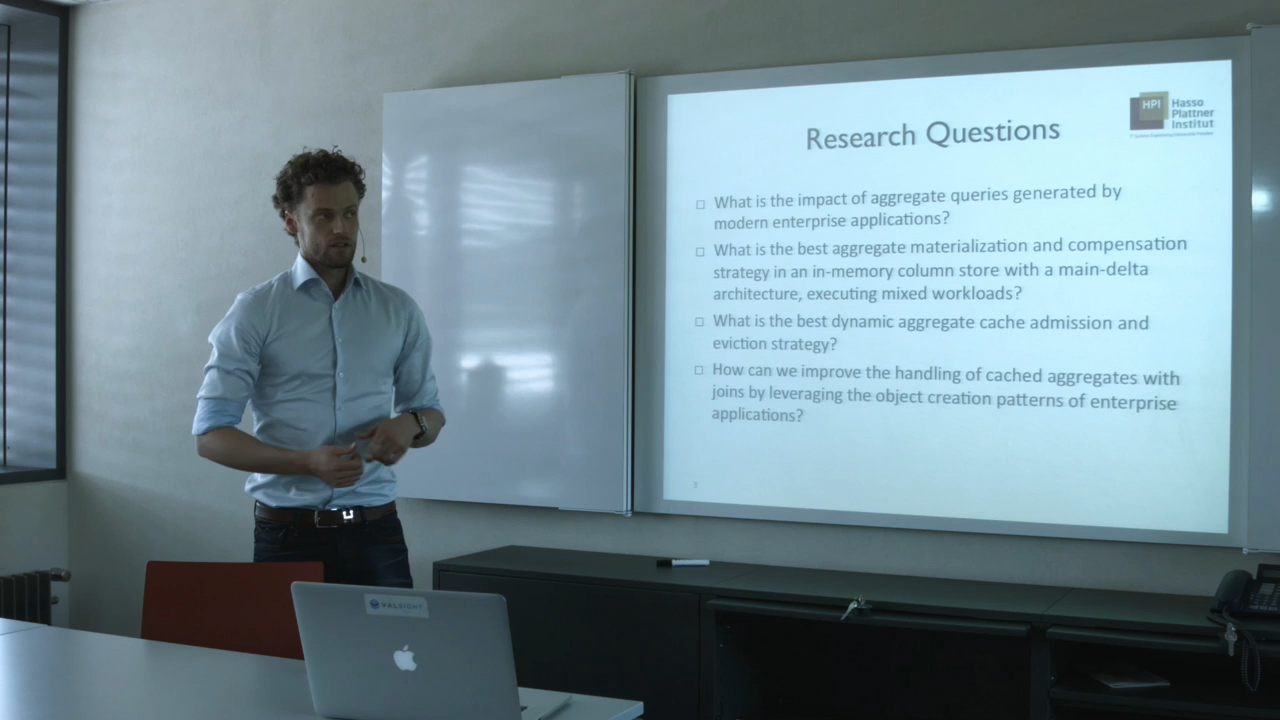 Research Questions
HPI
Hasso
Plattner
Institut
What is the impact of aggregate queries generated by
modern enterprise applications?
What is the best aggregate materialization and compensation
strategy in an in-memory column store with a main-delta
architecture, executing mixed workloads?
What is the best dynamic aggregate cache admission and
eviction strategy?
How can we improve the handling of cached aggregates with
joins by leveraging the object creation patterns of enterprise
applications?
3
VALSIGHT